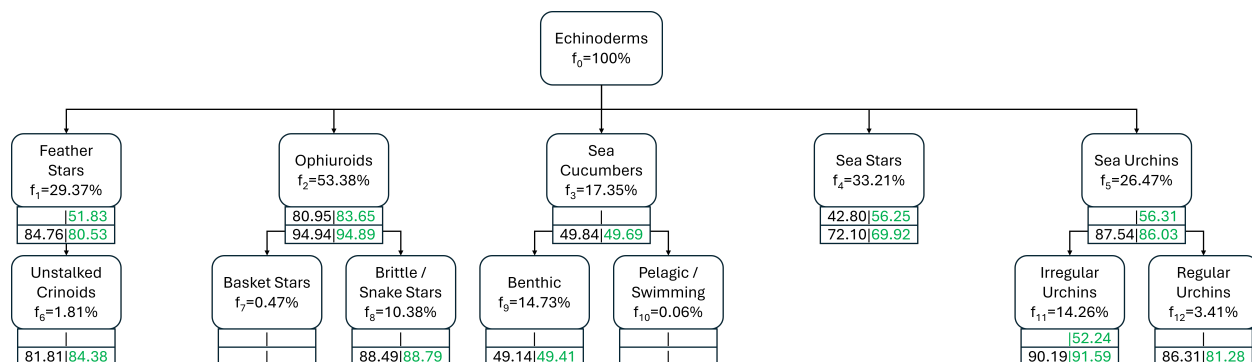 Echinoderms
f0=100%
Feather
Stars
f1=29.37%
|51.83
84.76|80.53
Ophiuroids
f2=53.38%
80.95|83.65
94.94|94.89
Sea
Cucumbers
f3=17.35%
|
49.84|49.69
Sea Stars
f4=33.21%
42.80|56.25
72.10|69.92
Sea Urchins
f5=26.47%
|56.31
87.54|86.03
Unstalked
Crinoids
f6=1.81%
|
81.81|84.38
Basket Stars
f7=0.47%
|
|
Brittle /
Snake Stars
f8=10.38%
|
88.49|88.79
Benthic
f9=14.73%
|
49.14|49.41
Pelagic /
Swimming
f10=0.06%
|
|
Irregular
Urchins
f11=14.26%
|52.24
90.19|91.59
Regular
Urchins
f12=3.41%
|
86.31|81.28